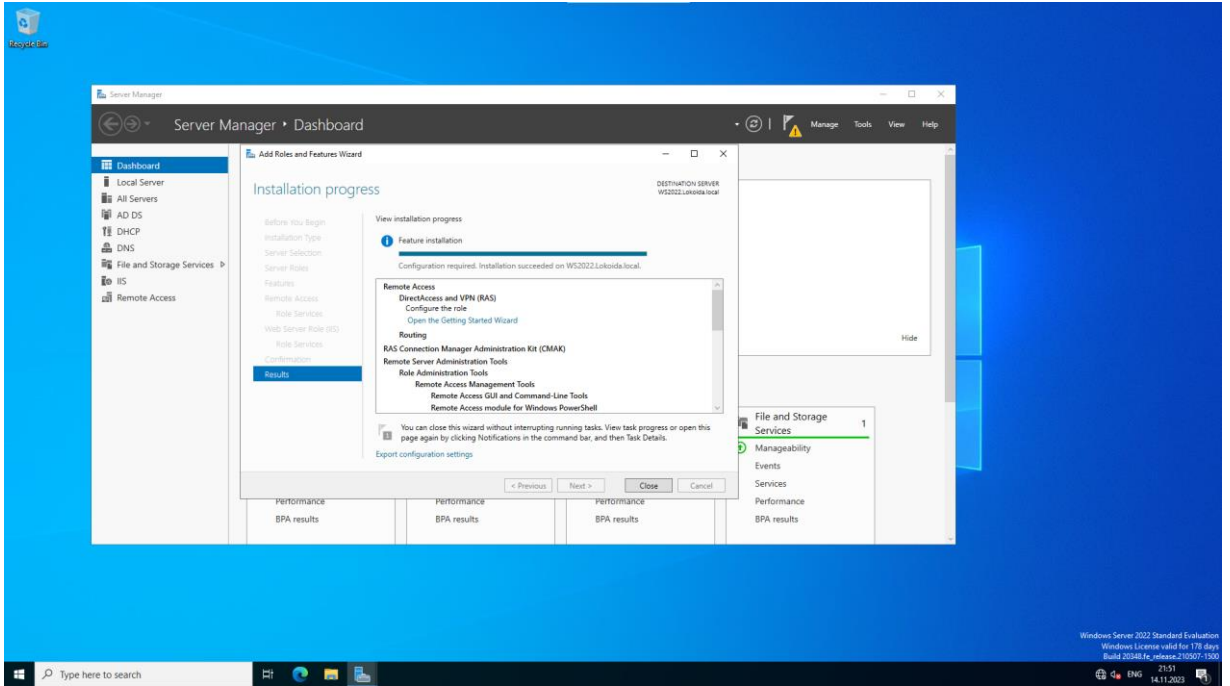 Recycle Bin
Server Manager
Server Manager • Dashboard
Manage Tools View Help
Dashboard
Local Server
All Servers
AD DS
DHCP
DNS
File and Storage Services
IIS
Remote Access
Add Roles and Features Wizard
Installation progress
DESTINATION SERVER
WS2022.Lokoida.local
Before You Begin
Installation Type
Server Selection
Server Roles
Features
Remote Access
Role Services
Web Server Role (IIS)
Role Services
Confirmation
Results
View installation progress
Feature installation
Configuration required. Installation succeeded on WS2022.Lokoida.local.
Remote Access
DirectAccess and VPN (RAS)
Configure the role
Open the Getting Started Wizard
Routing
RAS Connection Manager Administration Kit (CMAK)
Remote Server Administration Tools
Role Administration Tools
Remote Access Management Tools
Remote Access GUI and Command-Line Tools
Remote Access module for Windows PowerShell
You can close this wizard without interrupting running tasks. View task progress or open this
page again by clicking Notifications in the command bar, and then Task Details.
Export configuration settings
< Previous Next > Close Cancel
Hide
File and Storage
Services
1
Manageability
Events
Services
Performance
BPA results
Performance
BPA results
Performance
BPA results
Performance
BPA results
Windows Server 2022 Standard Evaluation
Windows License valid for 178 days
Build 20348.fe_release.210507-1500
Type here to search
ENG
21:51
14.11.2023